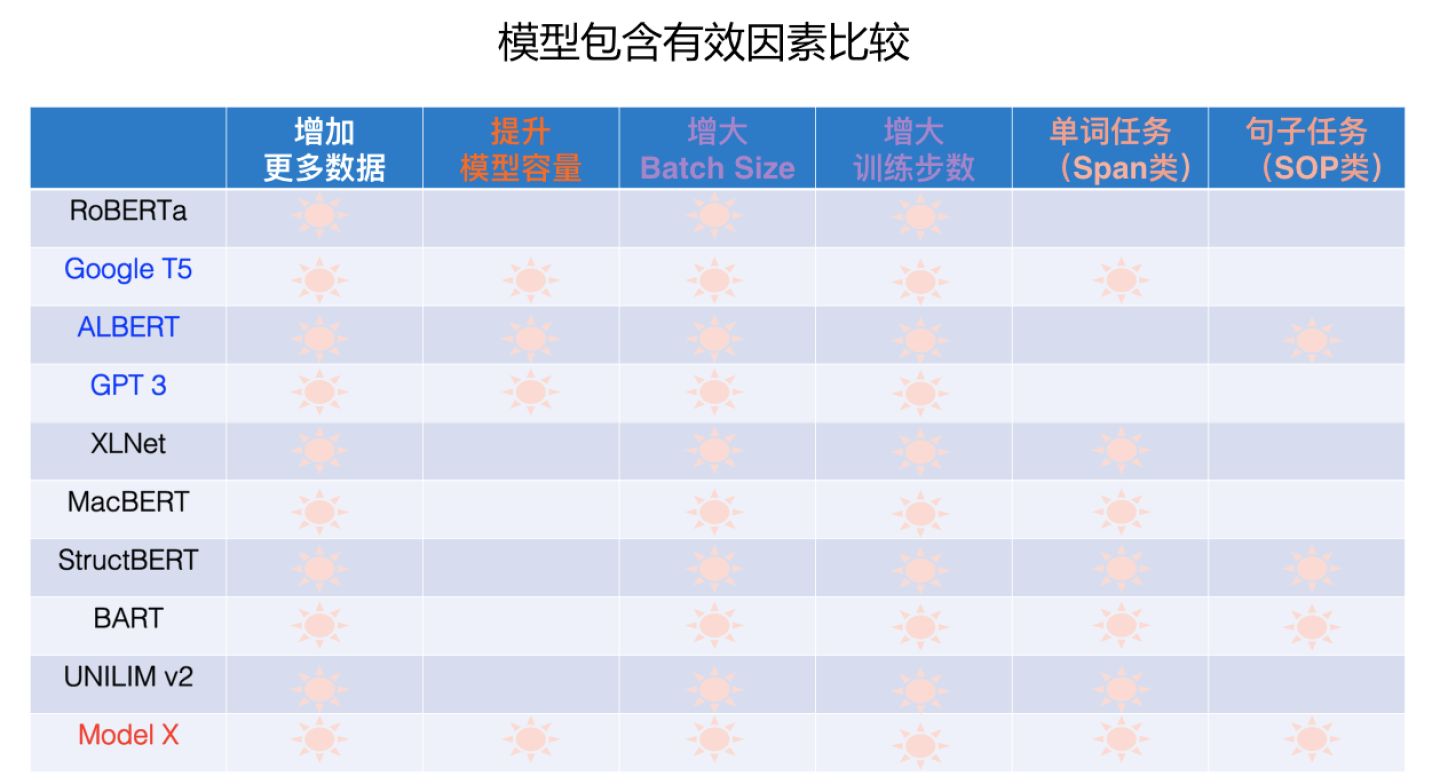 模型包含有效因素比较
增加 提升 增大 增大 单词任务 句子任务
更多数据 模型容量 Batch Size 训练步数 （Span类） （SOP类）
RoBERTa
Google T5
ALBERT
GPT 3
XLNet
MacBERT
StructBERT
BART
UNILIM v2
Model X